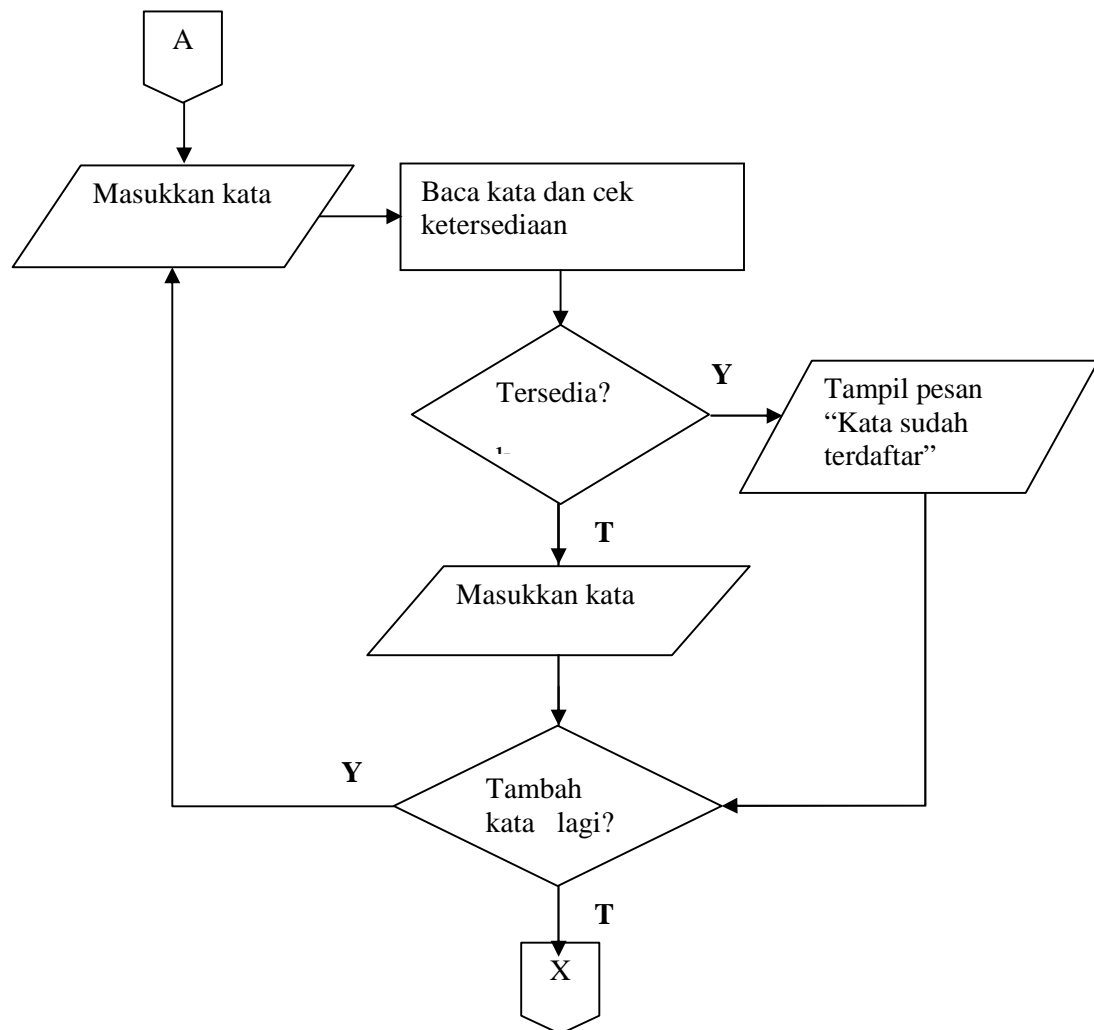 A
Masukkan kata
Baca kata dan cek
ketersediaan
Tersedia?
Y
Tampil pesan
“Kata sudah
terdaftar”
T
Masukkan kata
Y
Tambah
kata lagi?
T
X